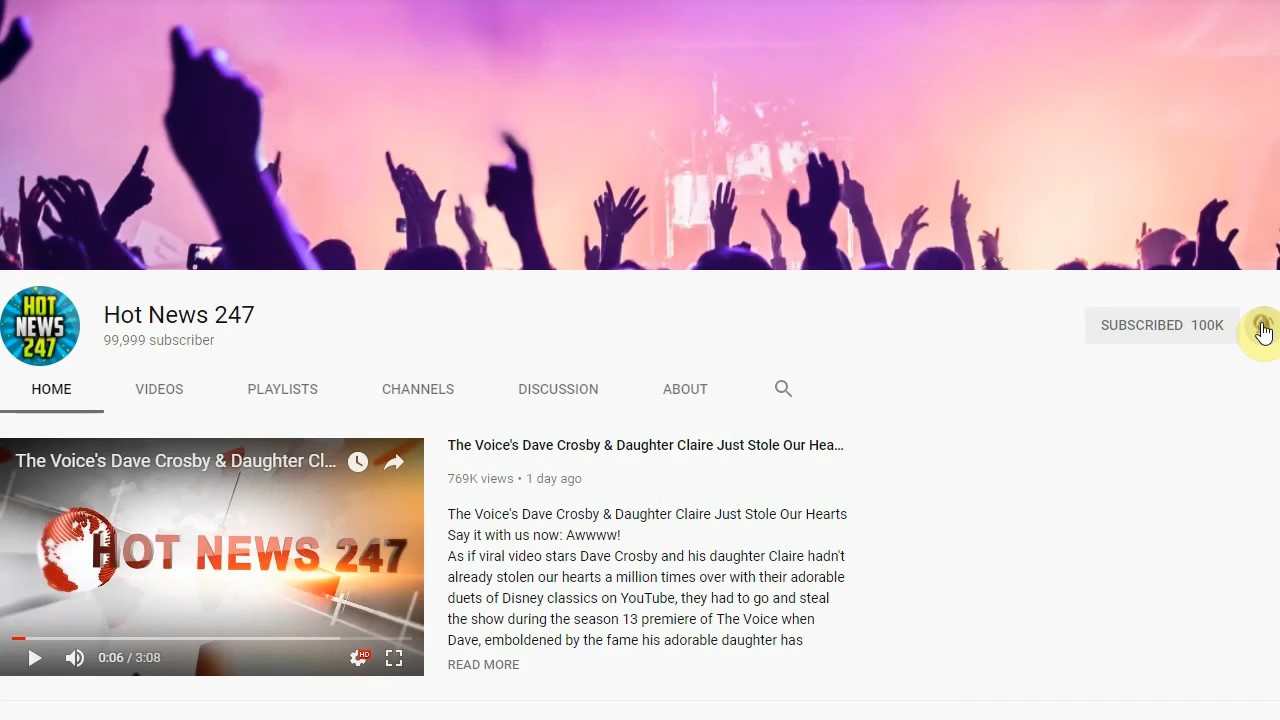 HOT
NEWS
247
Hot News 247
99,999 subscriber
SUBSCRIBED 100K
HOME
VIDEOS
PLAYLISTS
CHANNELS
DISCUSSION
ABOUT
The Voice's Dave Crosby & Daughter Cl...
HOT NEWS 247
0:06 / 3:08
HD
The Voice's Dave Crosby & Daughter Claire Just Stole Our Hea...
769K views • 1 day ago
The Voice's Dave Crosby & Daughter Claire Just Stole Our Hearts
Say it with us now: Awwww!
As if viral video stars Dave Crosby and his daughter Claire hadn't
already stolen our hearts a million times over with their adorable
duets of Disney classics on YouTube, they had to go and steal
the show during the season 13 premiere of The Voice when
Dave, emboldened by the fame his adorable daughter has
READ MORE